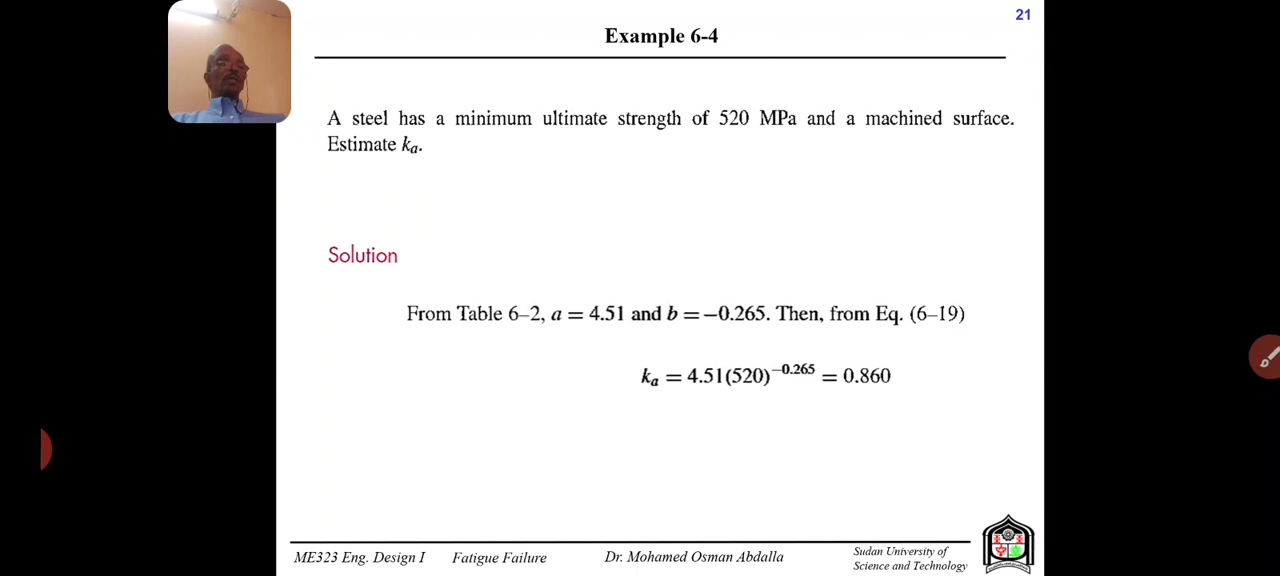 21
Example 6-4
A steel has a minimum ultimate strength of 520 MPa and a machined surface.
Estimate kₐ.
Solution
From Table 6–2, a = 4.51 and b = −0.265. Then, from Eq. (6–19)
kₐ = 4.51(520)^−0.265 = 0.860
ME323 Eng. Design I Fatigue Failure Dr. Mohamed Osman Abdalla Sudan University of
Science and Technology